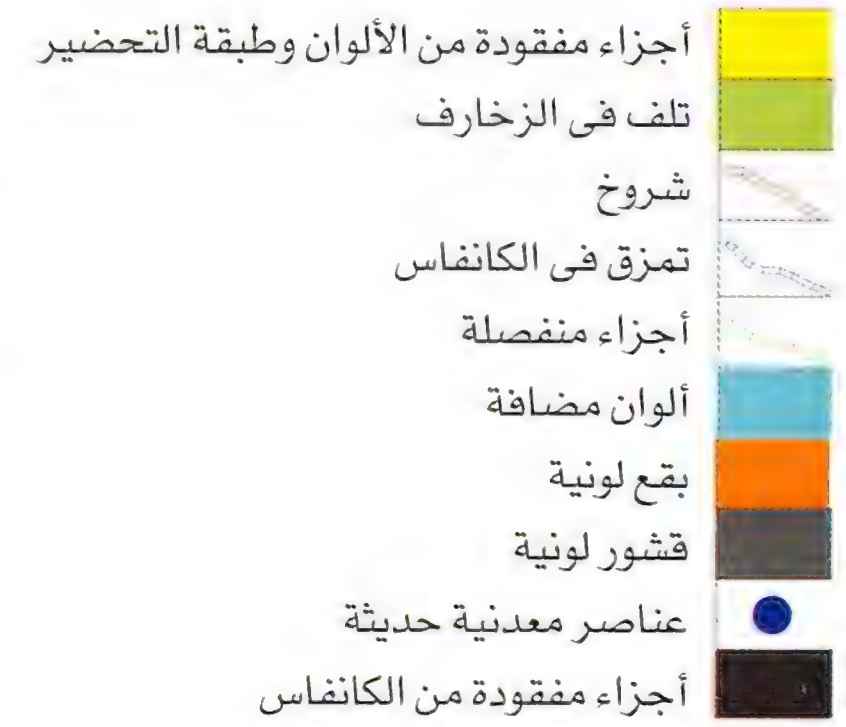 أجزاء مفقودة من الألوان وطبقة التحضير
تلف فى الزخارف
شروخ
تمزق فى الكانفاس
أجزاء منفصلة
ألوان مضافة
بقع لونية
قشور لونية
عناصر معدنية حديثة
أجزاء مفقودة من الكانفاس